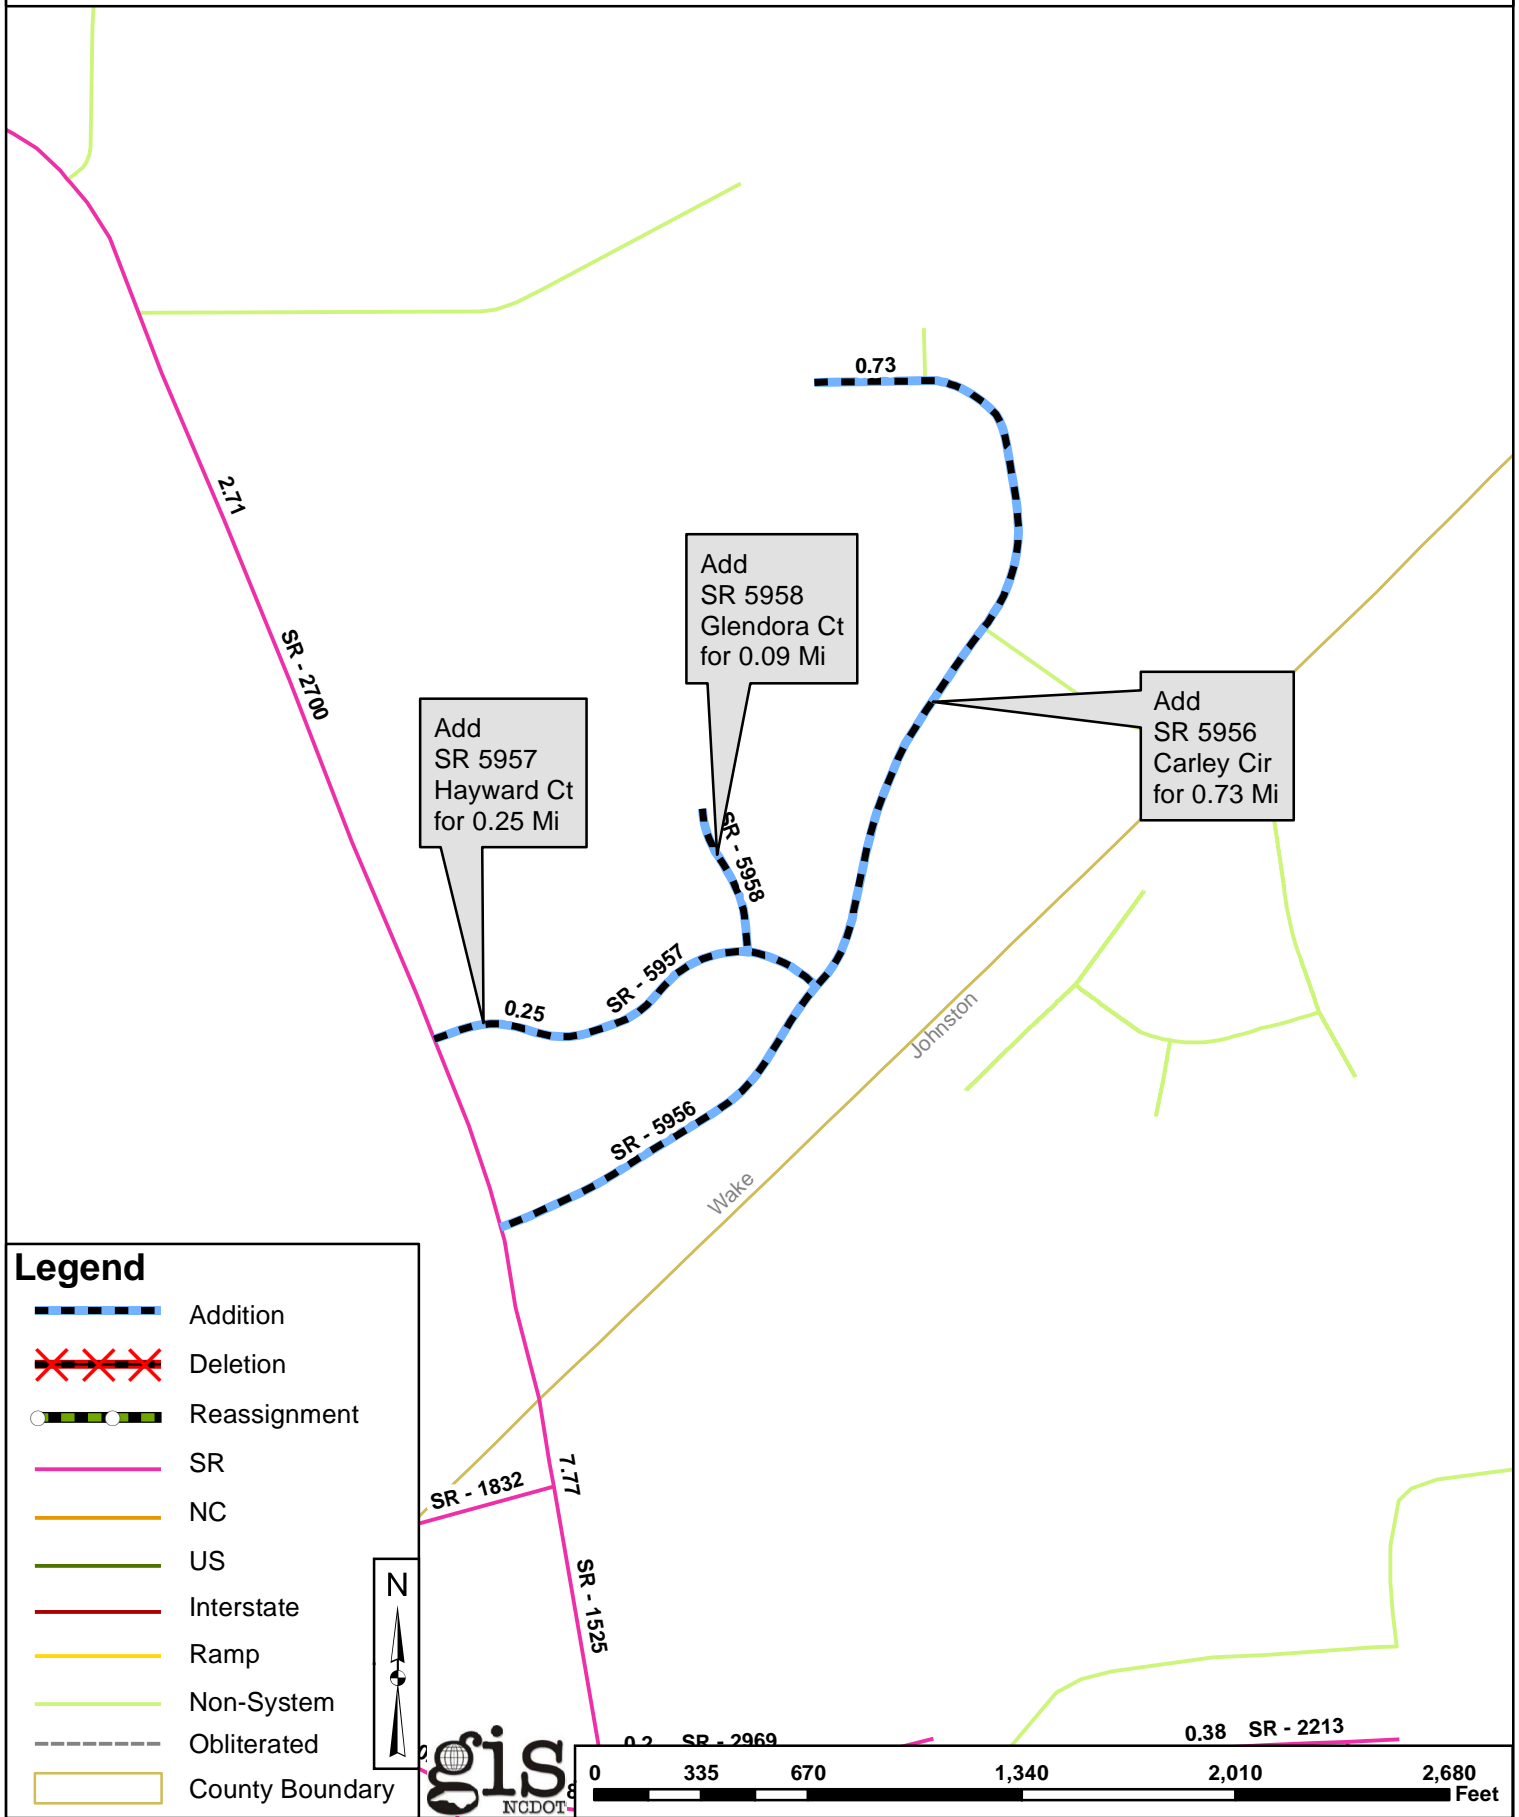 0.73
2.71
SR - 2700
Add
SR 5958
Glendora Ct
for 0.09 Mi
Add
SR 5956
Carley Cir
for 0.73 Mi
Add
SR 5957
Hayward Ct
for 0.25 Mi
SR - 5958
SR - 5957
0.25
Johnston
SR - 5956
Wake
Legend
Addition
Deletion
Reassignment
SR
NC
US
Interstate
Ramp
Non-System
Obliterated
County Boundary
SR - 1832
7.77
SR - 1525
N
0.2 SR - 2969
0.38 SR - 2213
gis
NCDOT
0 335 670 1,340 2,010 2,680
Feet